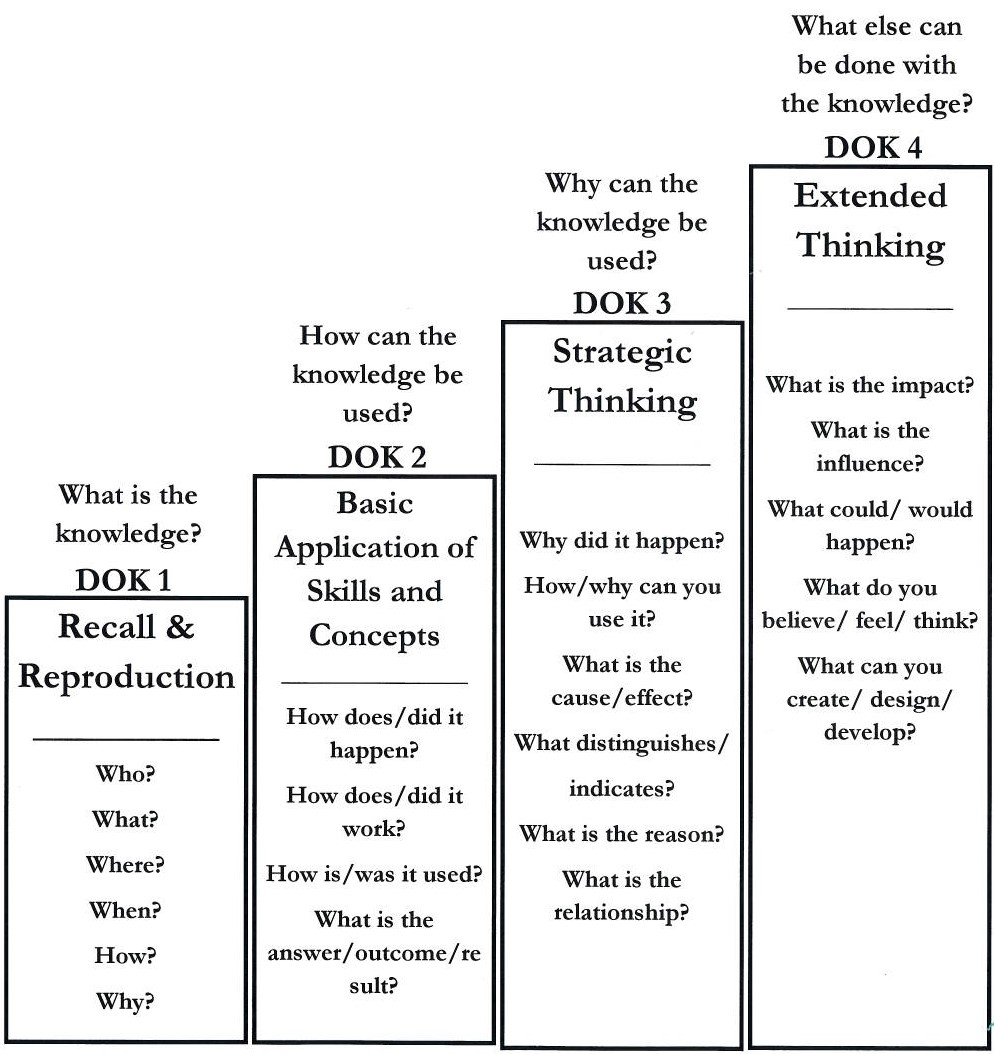 What is the
knowledge?
DOK 1
Recall &
Reproduction
Who?
What?
Where?
When?
How?
Why?
How can the
knowledge be
used?
DOK 2
Basic
Application of
Skills and
Concepts
How does/did it
happen?
How does/did it
work?
How is/was it used?
What is the
answer/outcome/re
sult?
Why can the
knowledge be
used?
DOK 3
Strategic
Thinking
Why did it happen?
How/why can you
use it?
What is the
cause/effect?
What distinguishes/
indicates?
What is the reason?
What is the
relationship?
What else can
be done with
the knowledge?
DOK 4
Extended
Thinking
What is the impact?
What is the
influence?
What could/ would
happen?
What do you
believe/ feel/ think?
What can you
create/ design/
develop?